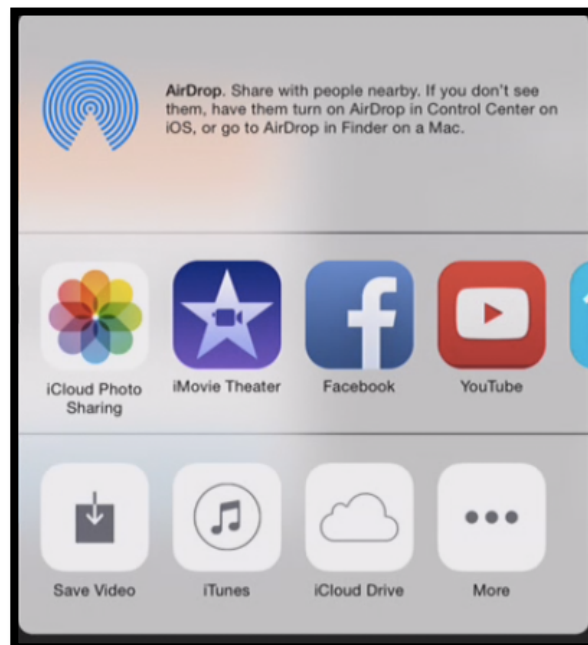 AirDrop. Share with people nearby. If you don't see
them, have them turn on AirDrop in Control Center on
iOS, or go to AirDrop in Finder on a Mac.
iCloud Photo
Sharing
iMovie Theater
Facebook
YouTube
Save Video
iTunes
iCloud Drive
More